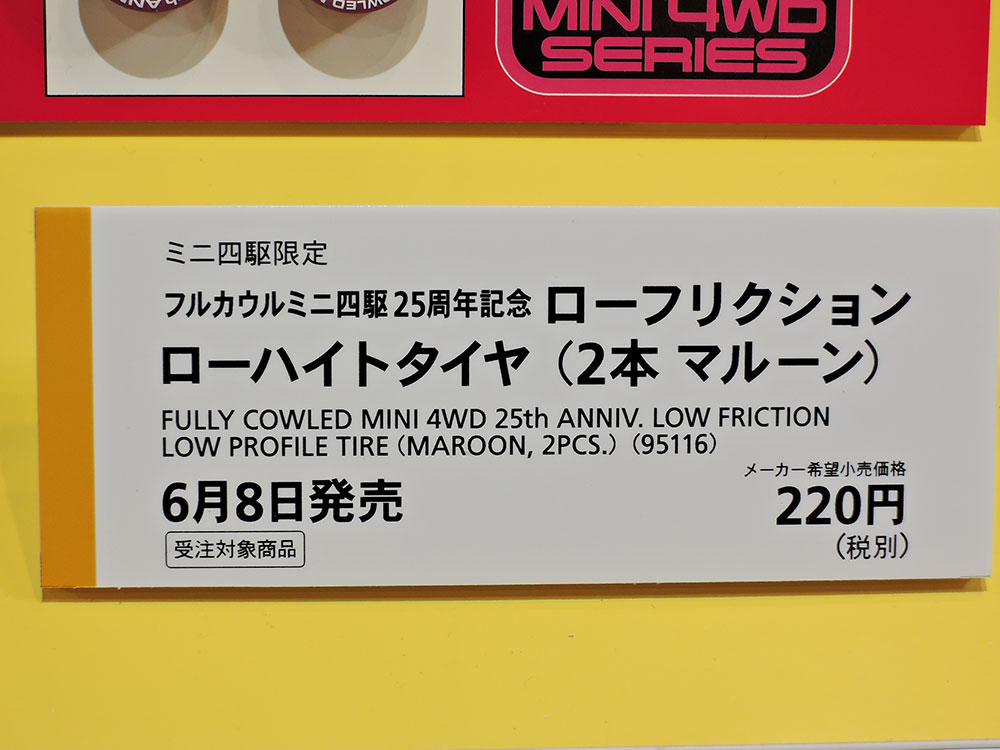 MINI 4WD
SERIES
ミニ四駆限定
フルカウルミニ四駆25周年記念 ローフリクション
ローハイトタイヤ（2本 マルーン）
FULLY COWLED MINI 4WD 25th ANNIV. LOW FRICTION
LOW PROFILE TIRE (MAROON, 2PCS.) (95116)
メーカー希望小売価格
6月8日発売
220円
受注対象商品
（税別）